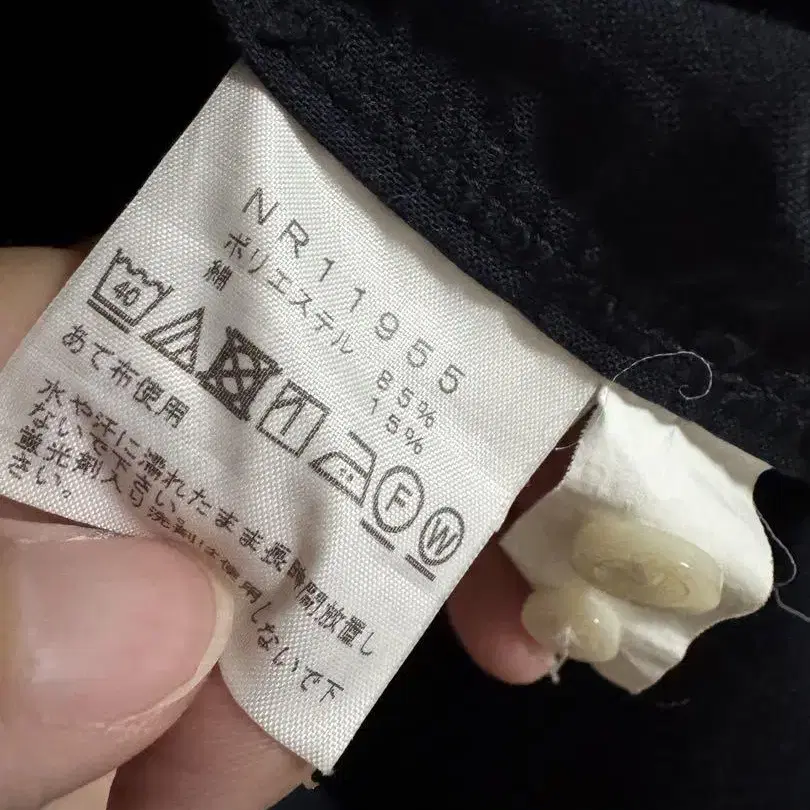 NR11955
ポリエステル 85%
綿 15%
40 F W
あて布使用
水や汗に濡れたまま長時間放置し
ないで下さい
蛍光剤入り洗剤は使用しないで下
さい。